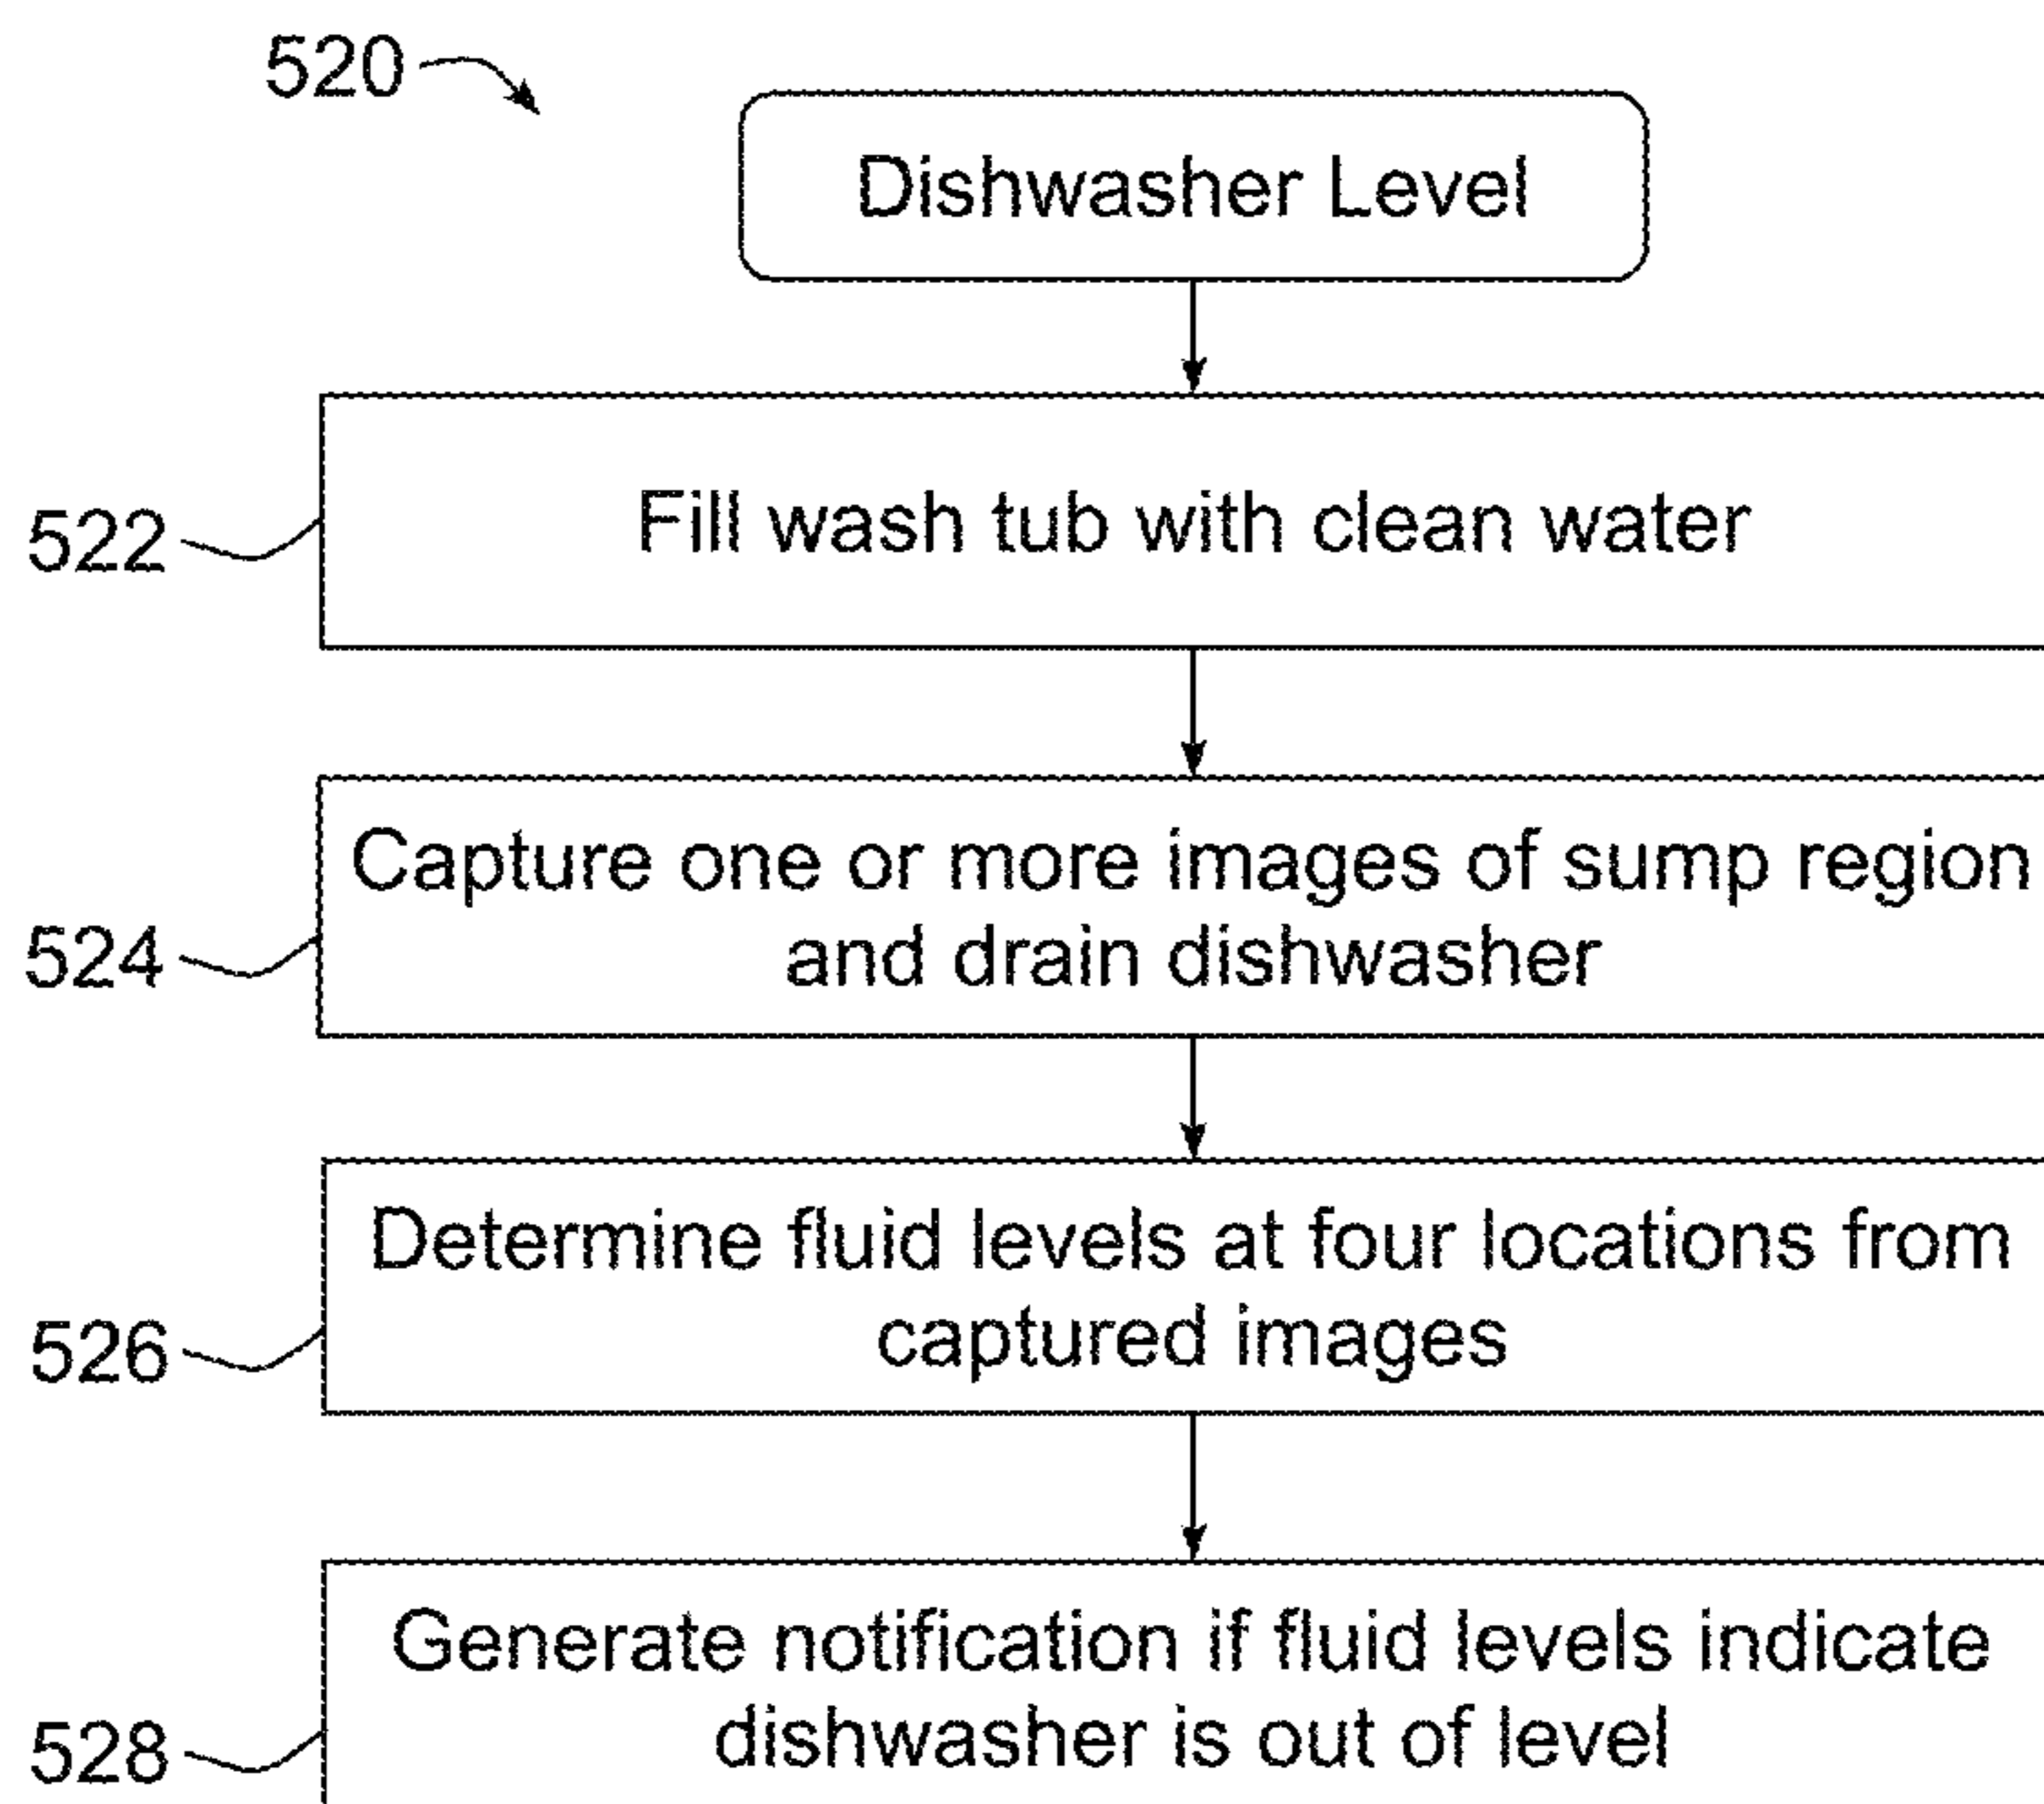 520
Dishwasher Level
522
Fill wash tub with clean water
524
Capture one or more images of sump region
and drain dishwasher
526
Determine fluid levels at four locations from
captured images
528
Generate notification if fluid levels indicate
dishwasher is out of level